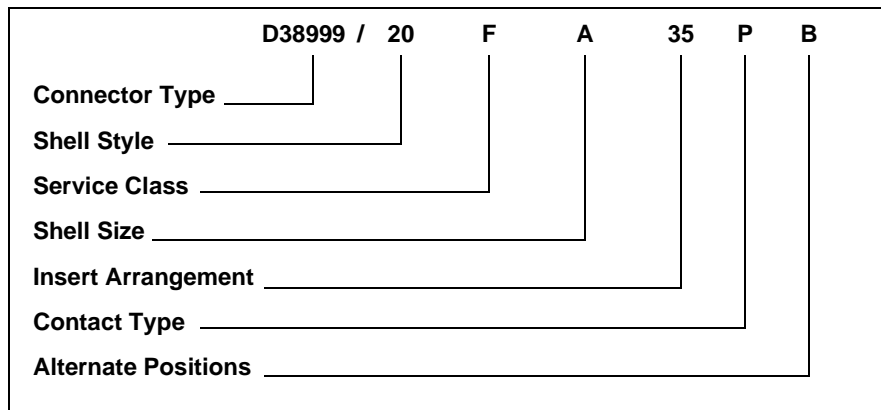 D38999 / 20 F A 35 P B
Connector Type
Shell Style
Service Class
Shell Size
Insert Arrangement
Contact Type
Alternate Positions